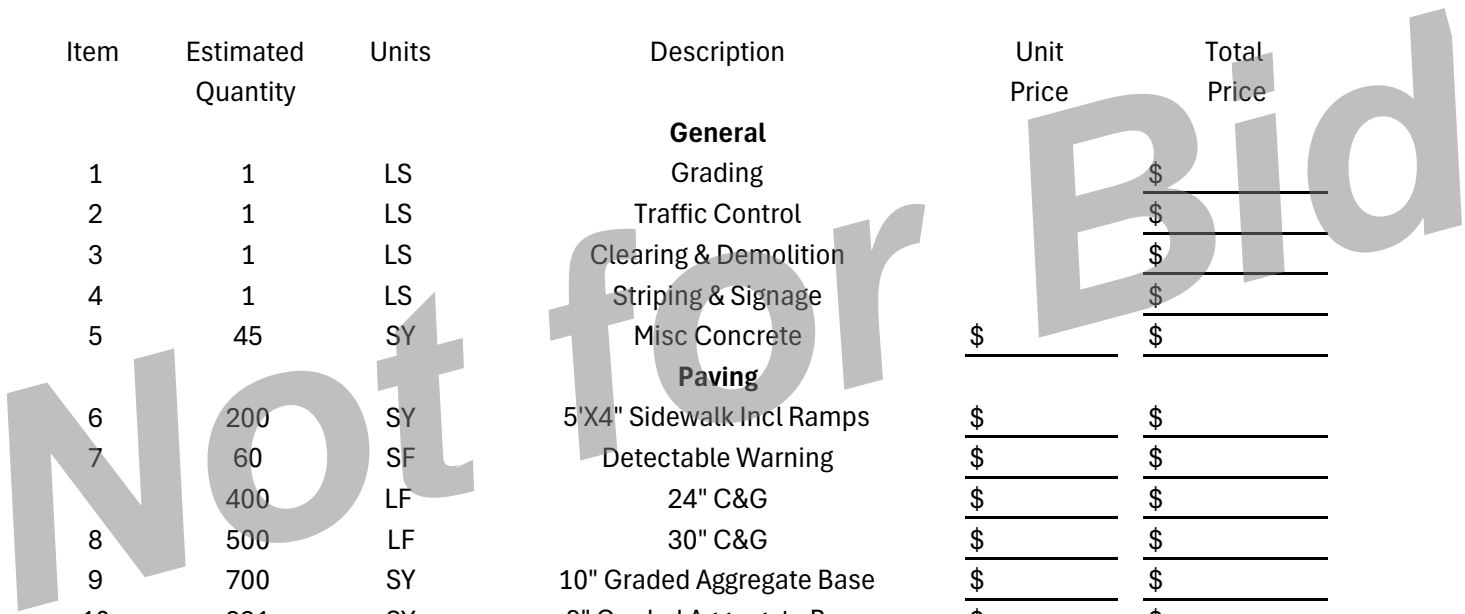 Item Estimated Units Description Unit Total
Quantity Price Price
General
1 1 LS Grading $
2 1 LS Traffic Control $
3 1 LS Clearing & Demolition $
4 1 LS Striping & Signage $
5 45 SY Misc Concrete $ $
Paving
6 200 SY 5'X4" Sidewalk Incl Ramps $ $
7 60 SF Detectable Warning $ $
400 LF 24" C&G $ $
8 500 LF 30" C&G $ $
9 700 SY 10" Graded Aggregate Base $ $
Not for Bid